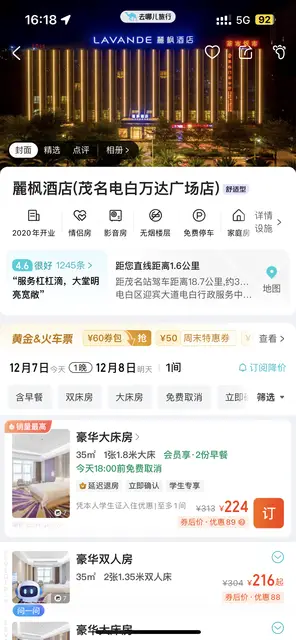 16:18
去哪儿旅行
5G
92
LAVANDE 麗枫酒店
封面
精选
点评
相册
麗枫酒店(茂名电白万达广场店)
舒适型
2020年开业
情侣房
影音房
无烟楼层
免费停车
家庭房
详情
设施
4.6 很好 1245条
“服务杠杠滴，大堂明
亮宽敞”
距您直线距离1.6公里
距茂名站驾车距离18.7公里,约3...
电白区迎宾大道电白行政服务中...
地图
黄金&火车票
¥60券包
抢
¥50 周末特惠券
查看
12月7日今天
1晚
12月8日明天
1间
订阅降价
含早餐
双床房
大床房
免费取消
立即
筛选
销量最高
豪华大床房
35㎡ 1张1.8米大床 会员享·2份早餐
今天18:00前免费取消
延迟退房
立即确认
学生专享
凭本人学生证入住优惠
至多1间
¥313 ¥224
券后价·优惠89
订
7
豪华双人房
35㎡ 2张1.35米双人床
¥304 ¥216起
券后价·优惠88
问一问
7
豪华大床房